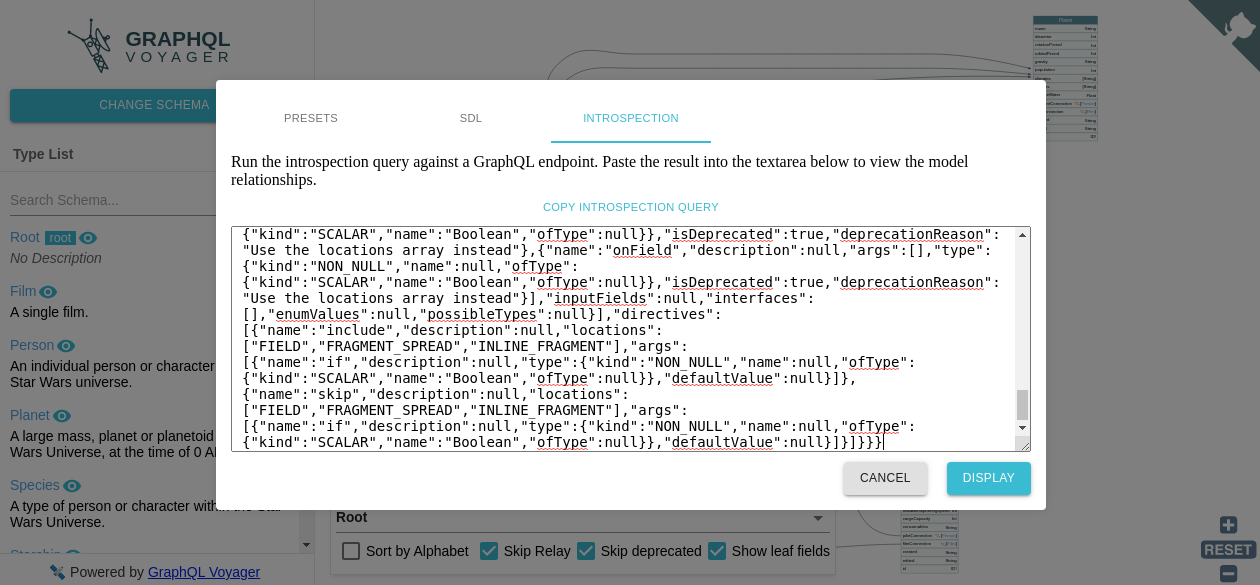 GRAPHQL
VOYAGER
CHANGE SCHEMA
Type List
Search Schema...
Root root
No Description
Film
A single film.
Person
An individual person or character
Star Wars universe.
Planet
A large mass, planet or planetoid
Wars Universe, at the time of 0 AB
Species
A type of person or character within the Star
Wars Universe.
Starship
Powered by GraphQL Voyager
PRESETS
SDL
INTROSPECTION
Run the introspection query against a GraphQL endpoint. Paste the result into the textarea below to view the model
relationships.
COPY INTROSPECTION QUERY
{"kind":"SCALAR","name":"Boolean","ofType":null}},"isDeprecated":true,"deprecationReason":
"Use the locations array instead"},{"name":"onField","description":null,"args":[],"type":
{"kind":"NON_NULL","name":null,"ofType":
{"kind":"SCALAR","name":"Boolean","ofType":null}},"isDeprecated":true,"deprecationReason":
"Use the locations array instead"}],"inputFields":null,"interfaces":
[],"enumValues":null,"possibleTypes":null}],"directives":
[{"name":"include","description":null,"locations":
["FIELD","FRAGMENT_SPREAD","INLINE_FRAGMENT"],"args":
[{"name":"if","description":null,"type":{"kind":"NON_NULL","name":null,"ofType":
{"kind":"SCALAR","name":"Boolean","ofType":null}},"defaultValue":null}]},
{"name":"skip","description":null,"locations":
["FIELD","FRAGMENT_SPREAD","INLINE_FRAGMENT"],"args":
[{"name":"if","description":null,"type":{"kind":"NON_NULL","name":null,"ofType":
{"kind":"SCALAR","name":"Boolean","ofType":null}},"defaultValue":null}]}]}}}
CANCEL
DISPLAY
Root
Sort by Alphabet
Skip Relay
Skip deprecated
Show leaf fields
RESET
Planet